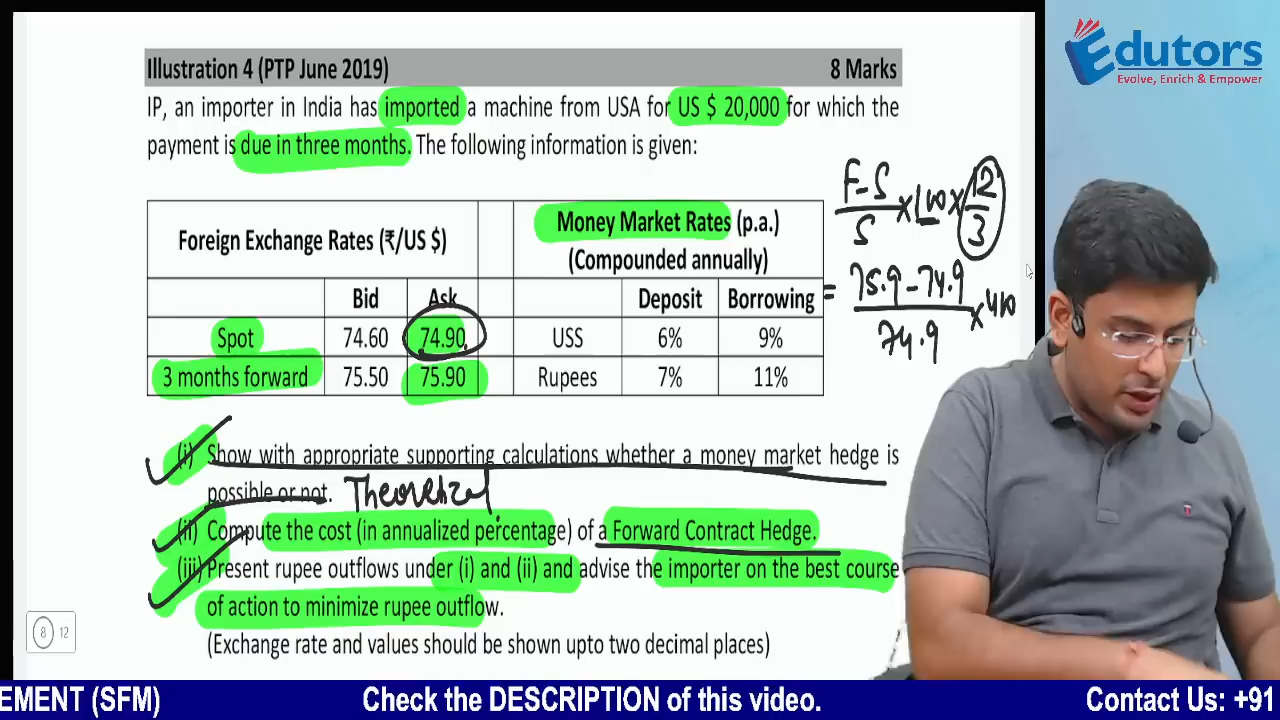 Edutors
Evolve, Enrich & Empower
Illustration 4 (PTP June 2019) 8 Marks
IP, an importer in India has imported a machine from USA for US $ 20,000 for which the
payment is due in three months. The following information is given:
Foreign Exchange Rates (₹/US $) Money Market Rates (p.a.)
(Compounded annually)
Bid Ask Deposit Borrowing
Spot 74.60 74.90 USS 6% 9%
3 months forward 75.50 75.90 Rupees 7% 11%
F-S
S
×100×
12
3
=
75.9-74.9
74.9
×400
(i) Show with appropriate supporting calculations whether a money market hedge is
possible or not. Theoretical
(ii) Compute the cost (in annualized percentage) of a Forward Contract Hedge.
(iii) Present rupee outflows under (i) and (ii) and advise the importer on the best course
of action to minimize rupee outflow.
(Exchange rate and values should be shown upto two decimal places)
8 12
EMENT (SFM) Check the DESCRIPTION of this video. Contact Us: +91